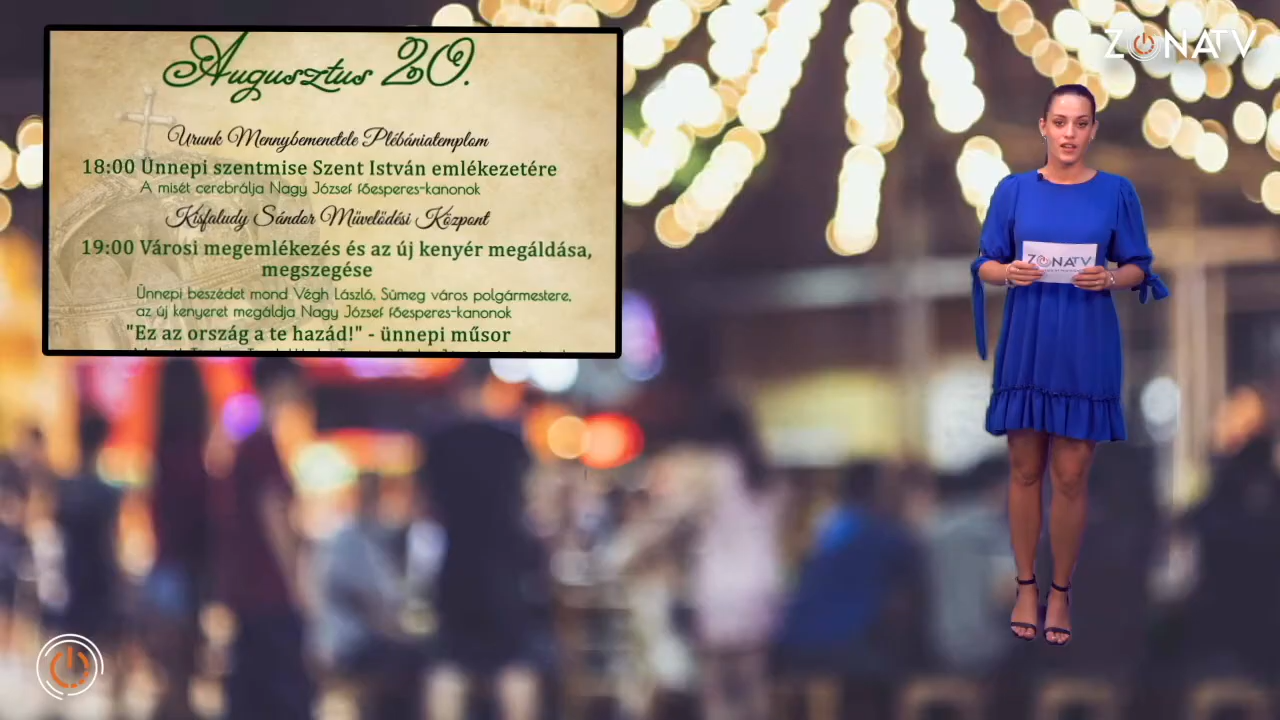 Augusztus 20.
Urunk Mennybemenetele Plébániatemplom
18:00 Ünnepi szentmise Szent István emlékezetére
A misét cerebrálja Nagy József főesperes-kanonok
Kisfaludy Sándor Művelődési Központ
19:00 Városi megemlékezés és az új kenyér megáldása,
megszegése
Ünnepi beszédet mond Végh László, Sümeg város polgármestere,
az új kenyeret megáldja Nagy József főesperes-kanonok
"Ez az ország a te hazád!" - ünnepi műsor
ZONATV
ZONATV